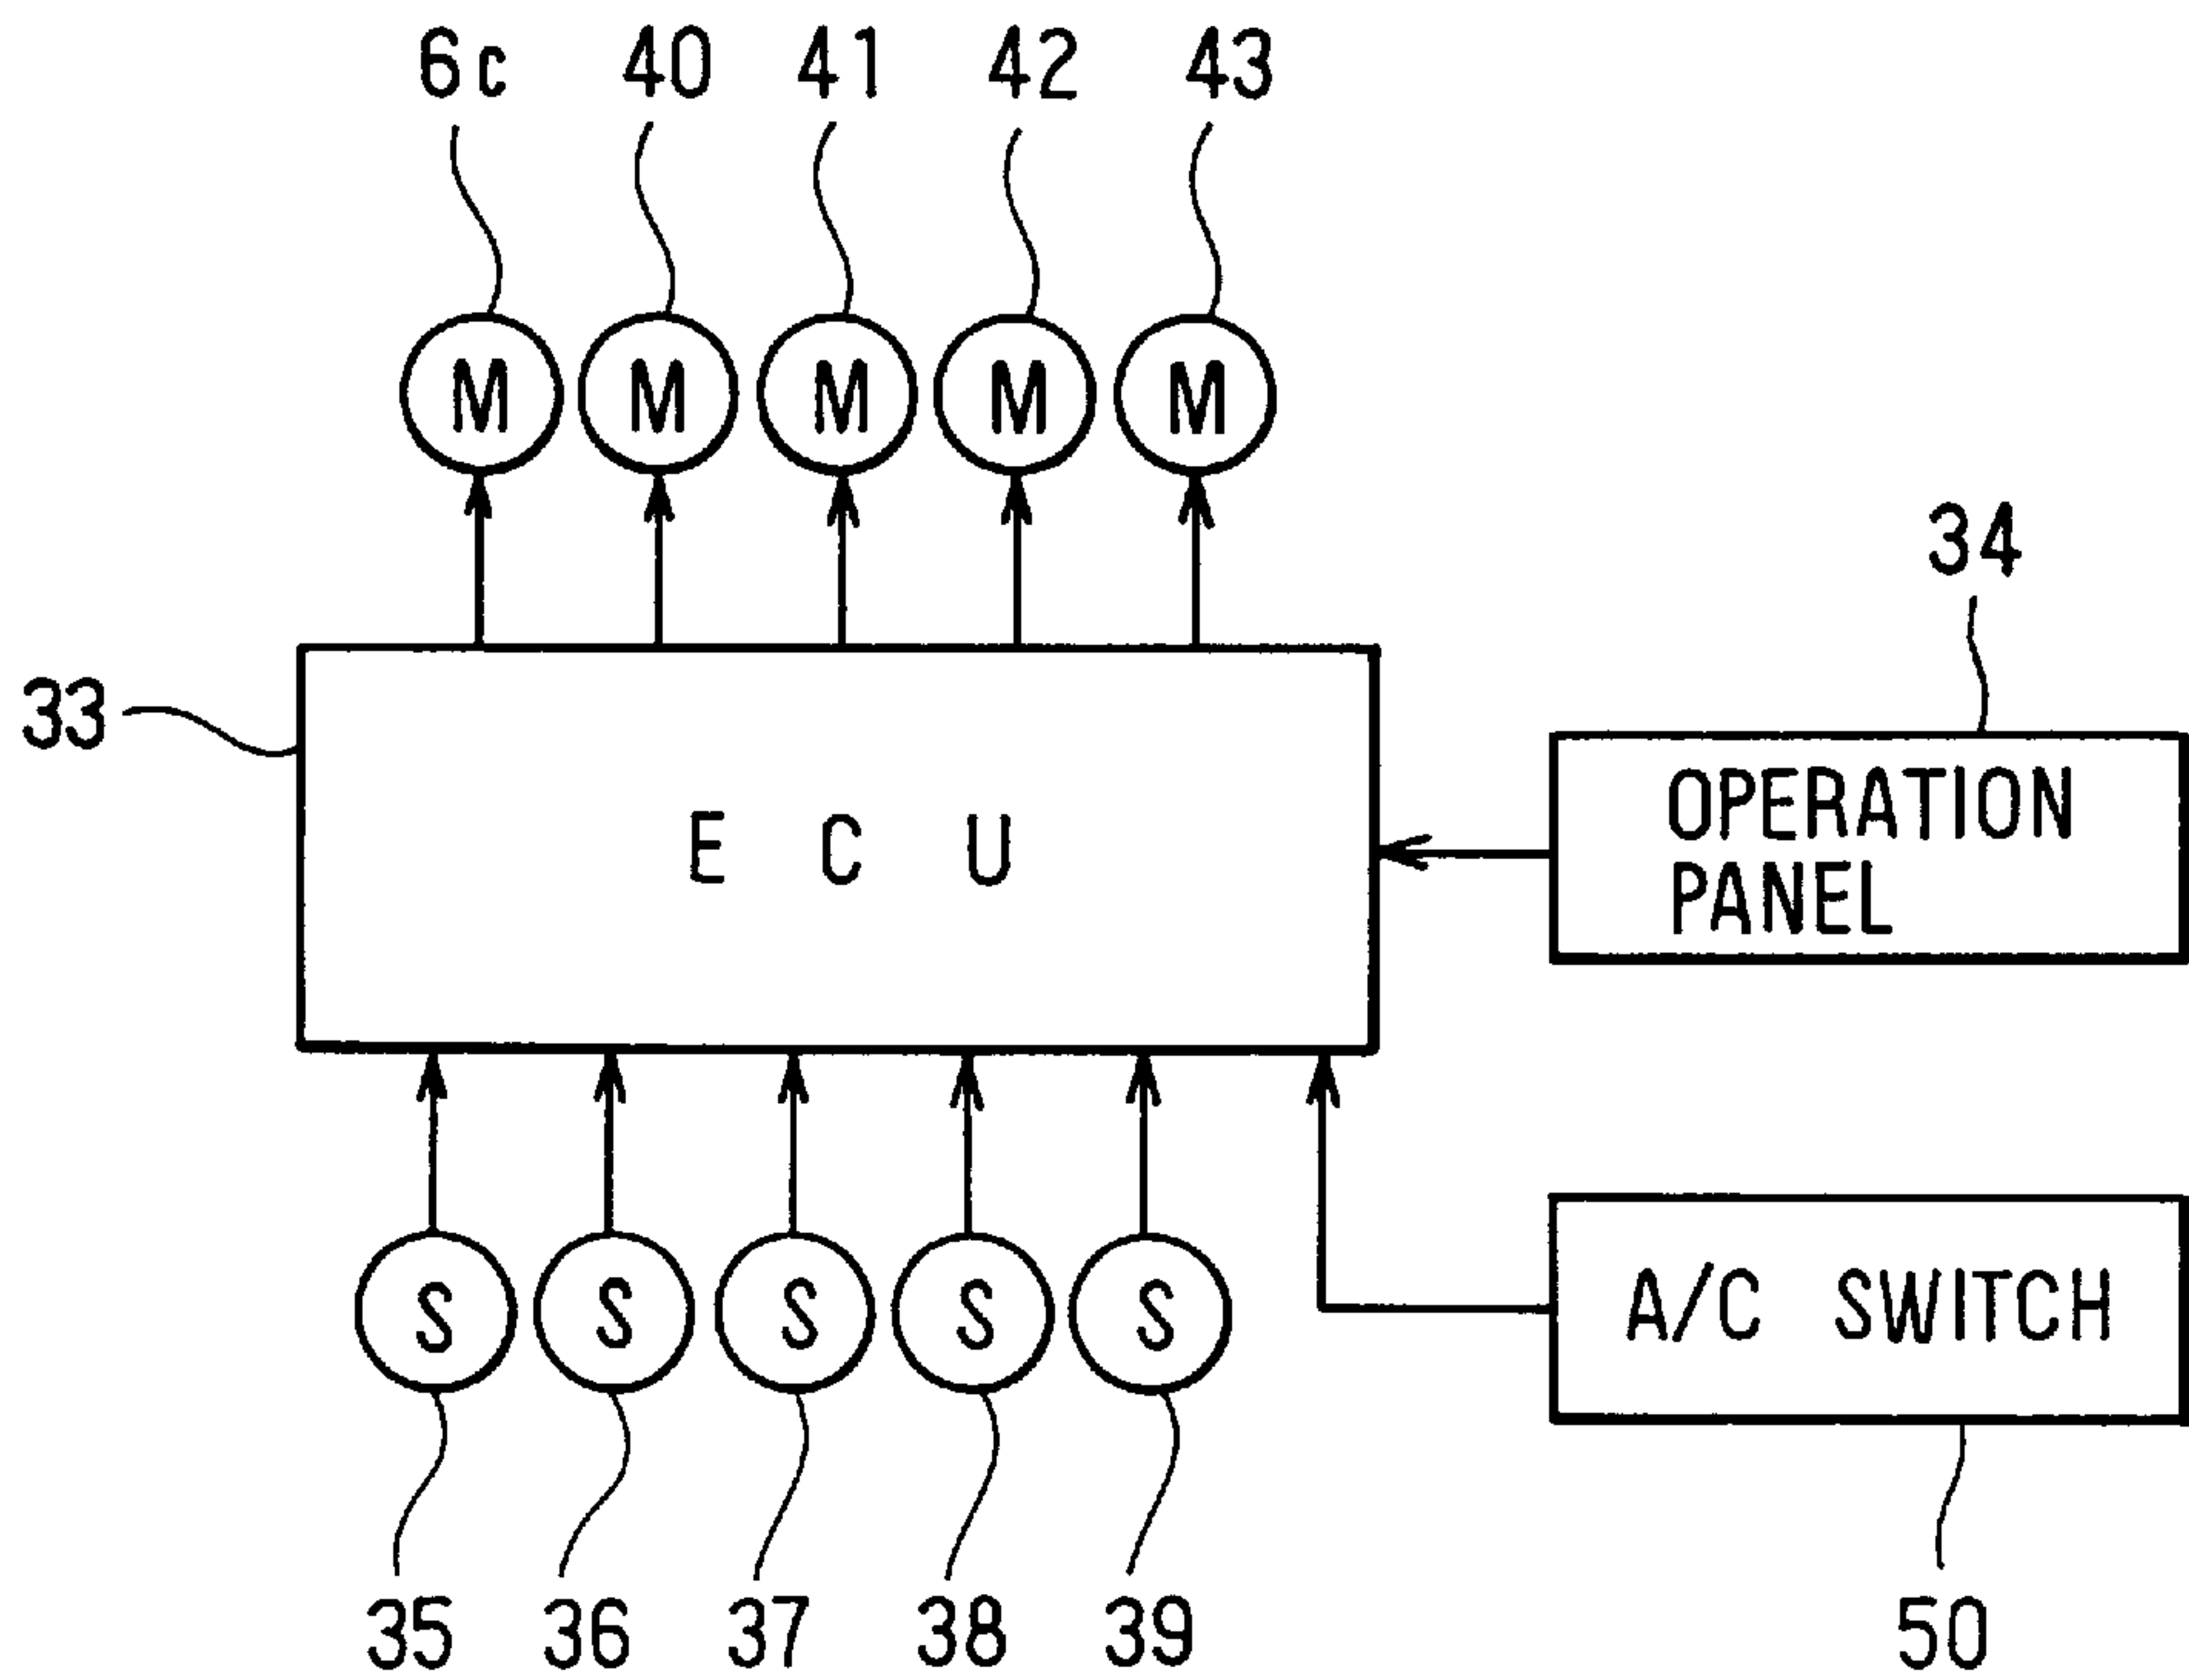 6c 40 41 42 43
M M M M M
34
33
OPERATION
PANEL
E C U
A/C SWITCH
S S S S S
35 36 37 38 39 50